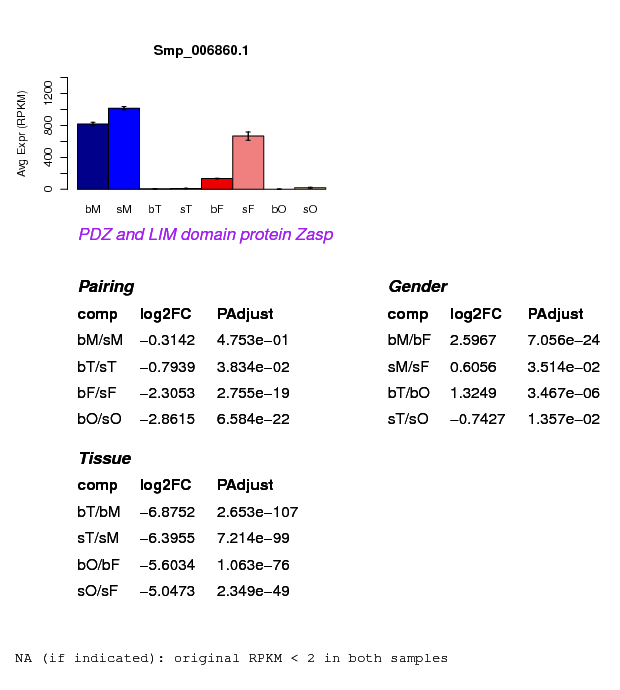 Smp_006860.1
Avg Expr (RPKM)
0 400 800 1200
bM sM bT sT bF sF bO sO
PDZ and LIM domain protein Zasp
Pairing
comp log2FC PAdjust
bM/sM −0.3142 4.753e−01
bT/sT −0.7939 3.834e−02
bF/sF −2.3053 2.755e−19
bO/sO −2.8615 6.584e−22
Gender
comp log2FC PAdjust
bM/bF 2.5967 7.056e−24
sM/sF 0.6056 3.514e−02
bT/bO 1.3249 3.467e−06
sT/sO −0.7427 1.357e−02
Tissue
comp log2FC PAdjust
bT/bM −6.8752 2.653e−107
sT/sM −6.3955 7.214e−99
bO/bF −5.6034 1.063e−76
sO/sF −5.0473 2.349e−49
NA (if indicated): original RPKM < 2 in both samples